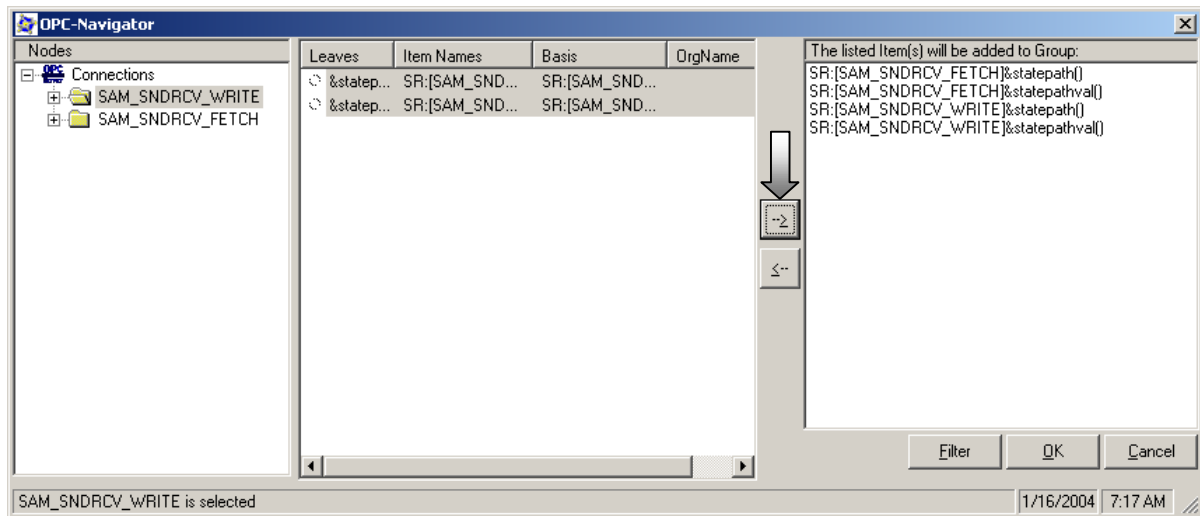 OPC-Navigator
Nodes
Connections
SAM_SNDRCV_WRITE
SAM_SNDRCV_FETCH
Leaves Item Names Basis OrgName
&statep... SR:[SAM_SND... SR:[SAM_SND...
&statep... SR:[SAM_SND... SR:[SAM_SND...
-->
<--
The listed Item(s) will be added to Group:
SR:[SAM_SNDRCV_FETCH]&statepath()
SR:[SAM_SNDRCV_FETCH]&statepathval()
SR:[SAM_SNDRCV_WRITE]&statepath()
SR:[SAM_SNDRCV_WRITE]&statepathval()
Filter OK Cancel
SAM_SNDRCV_WRITE is selected 1/16/2004 7:17 AM